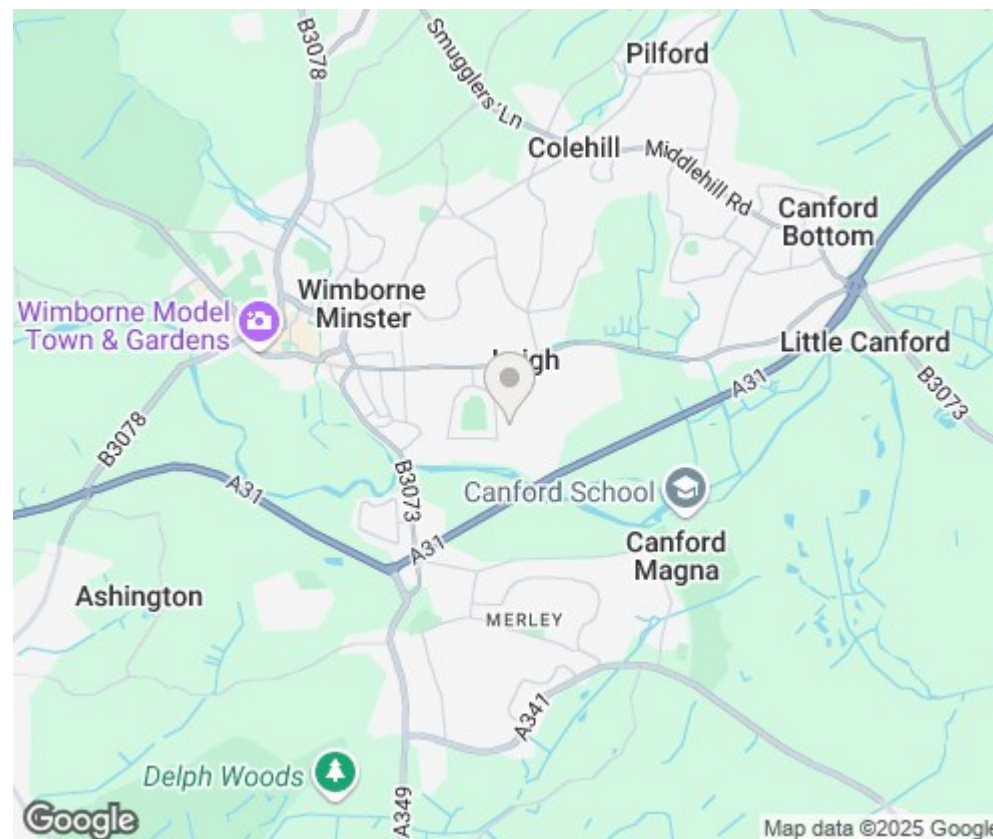 B3078
Smugglers' Ln
Pilford
Colehill
Middlehill Rd
Canford
Bottom
Wimborne
Minster
Wimborne Model
Town & Gardens
Little Canford
A31
B3073
B3078
A31
B3073
Canford School
A31
Canford
Magna
Ashington
MERLEY
A341
Delph Woods
A349
Google
Map data ©2025 Google